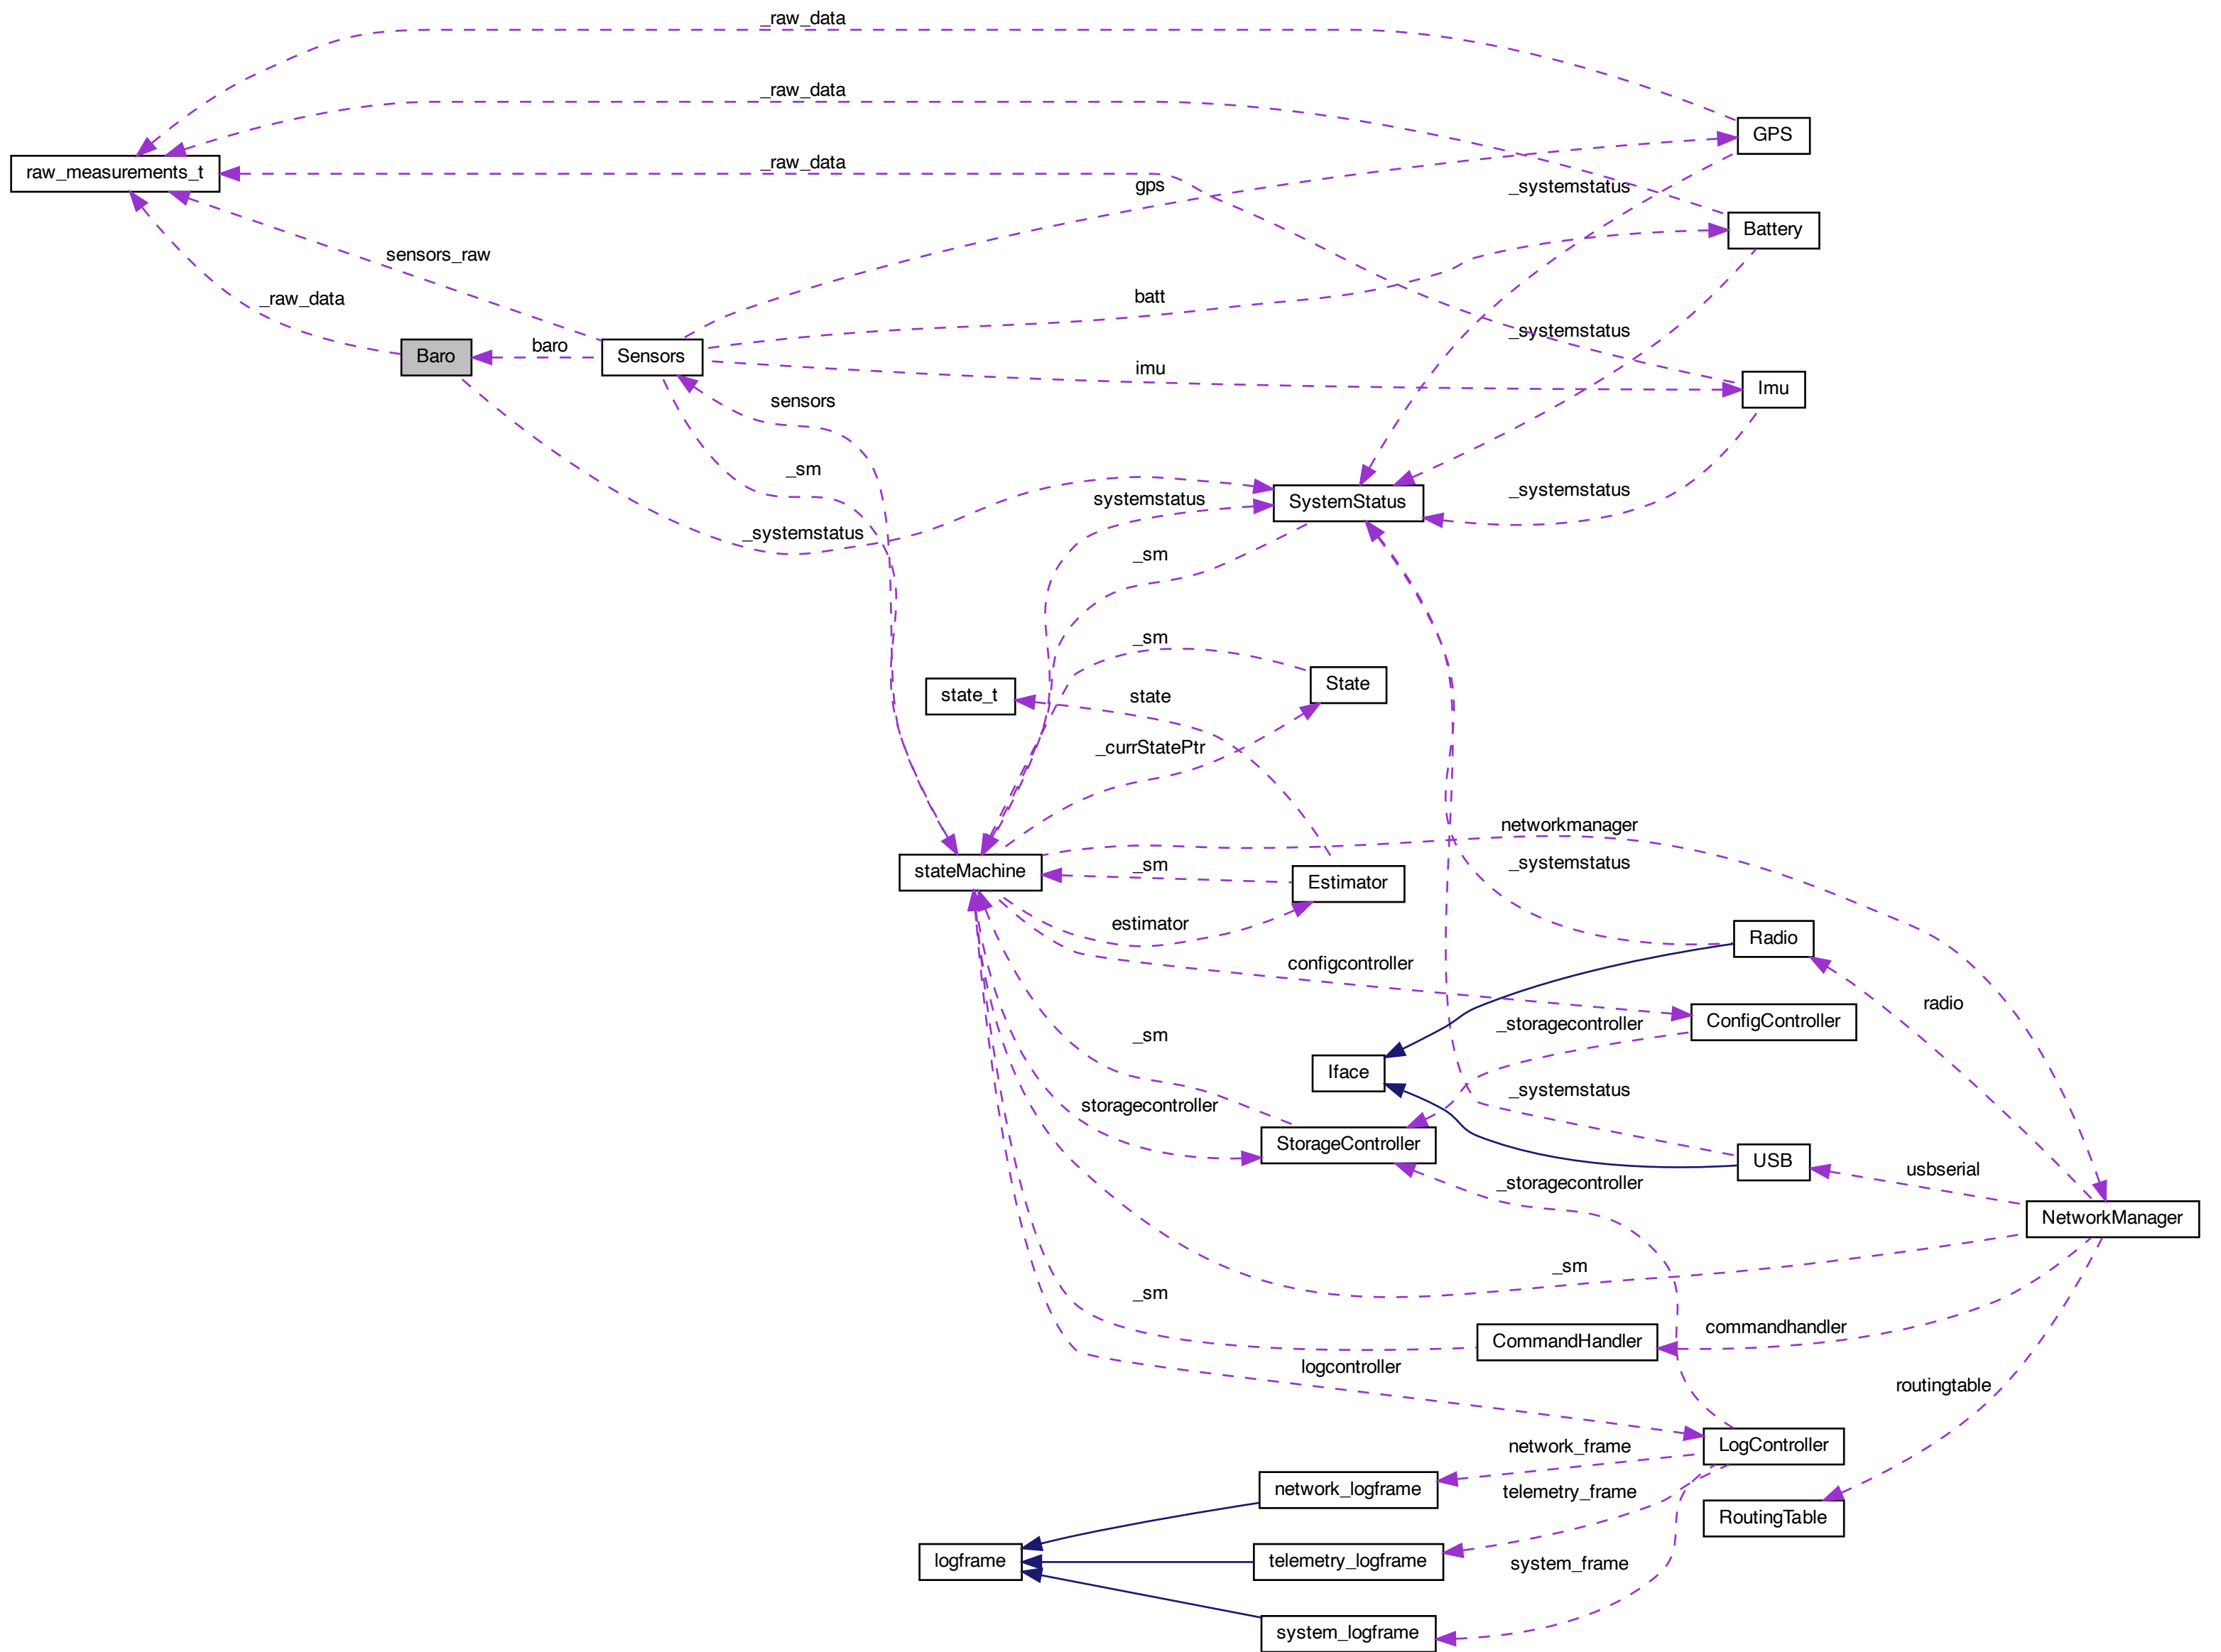 _raw_data
_raw_data
GPS
_raw_data
raw_measurements_t
gps
_systemstatus
Battery
sensors_raw
_raw_data
batt
_systemstatus
baro
Baro
Sensors
imu
Imu
sensors
_sm
_systemstatus
systemstatus
SystemStatus
_systemstatus
_sm
_sm
State
state_t
state
_currStatePtr
networkmanager
_systemstatus
stateMachine
_sm
Estimator
estimator
Radio
configcontroller
radio
_storagecontroller
ConfigController
_sm
Iface
_systemstatus
storagecontroller
StorageController
USB
usbserial
_storagecontroller
NetworkManager
_sm
_sm
commandhandler
CommandHandler
logcontroller
routingtable
network_frame
LogController
network_logframe
telemetry_frame
RoutingTable
logframe
telemetry_logframe
system_frame
system_logframe